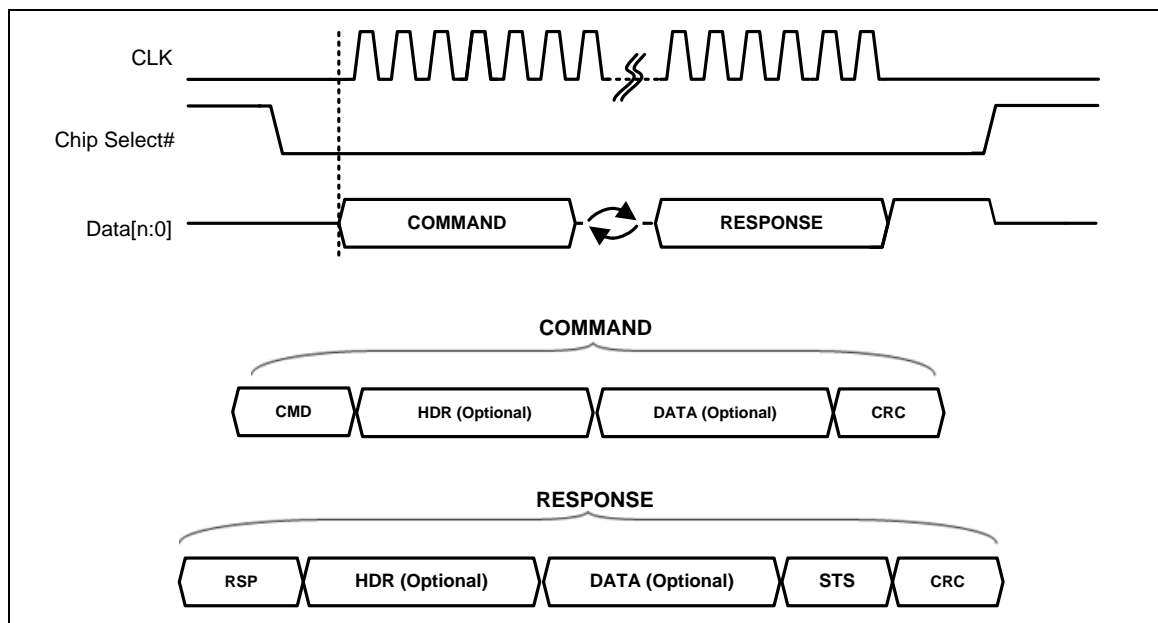 CLK
Chip Select#
Data[n:0]
COMMAND
RESPONSE
COMMAND
CMD
HDR (Optional)
DATA (Optional)
CRC
RESPONSE
RSP
HDR (Optional)
DATA (Optional)
STS
CRC